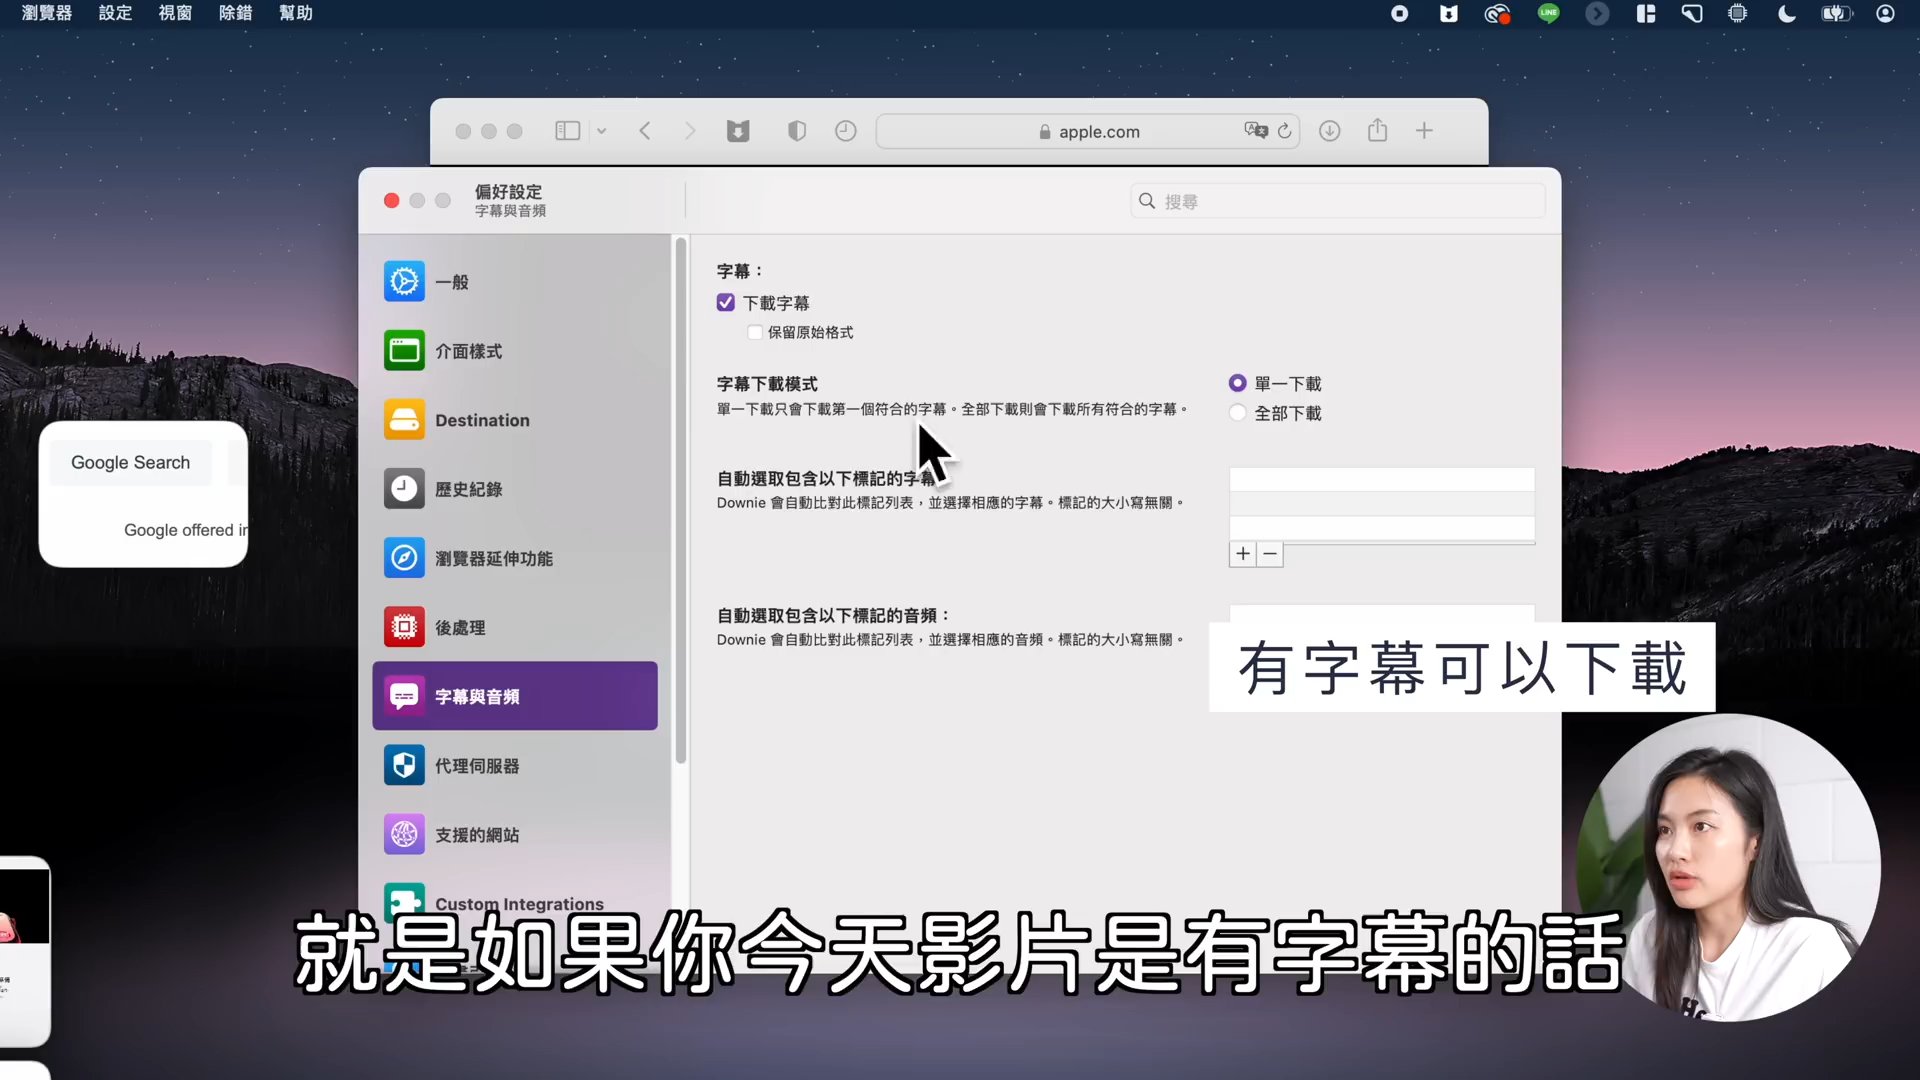 瀏覽器 設定 視窗 除錯 幫助
LINE
apple.com
偏好設定
字幕與音頻
搜尋
一般
介面樣式
Destination
歷史紀錄
瀏覽器延伸功能
後處理
字幕與音頻
代理伺服器
支援的網站
Custom Integrations
字幕：
下載字幕
保留原始格式
字幕下載模式
單一下載只會下載第一個符合的字幕。全部下載則會下載所有符合的字幕。
單一下載
全部下載
自動選取包含以下標記的字幕
Downie 會自動比對此標記列表，並選擇相應的字幕。標記的大小寫無關。
自動選取包含以下標記的音頻：
Downie 會自動比對此標記列表，並選擇相應的音頻。標記的大小寫無關。
Google Search
Google offered in
有字幕可以下載
就是如果你今天影片是有字幕的話